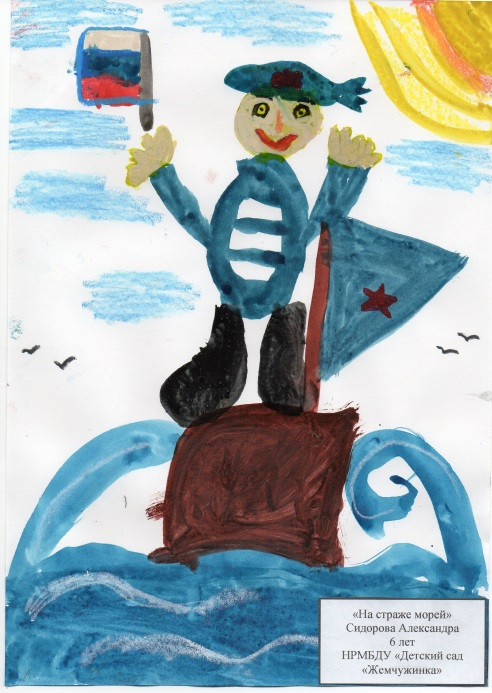 «На страже морей»
Сидорова Александра
6 лет
НРМБДУ «Детский сад
«Жемчужинка»